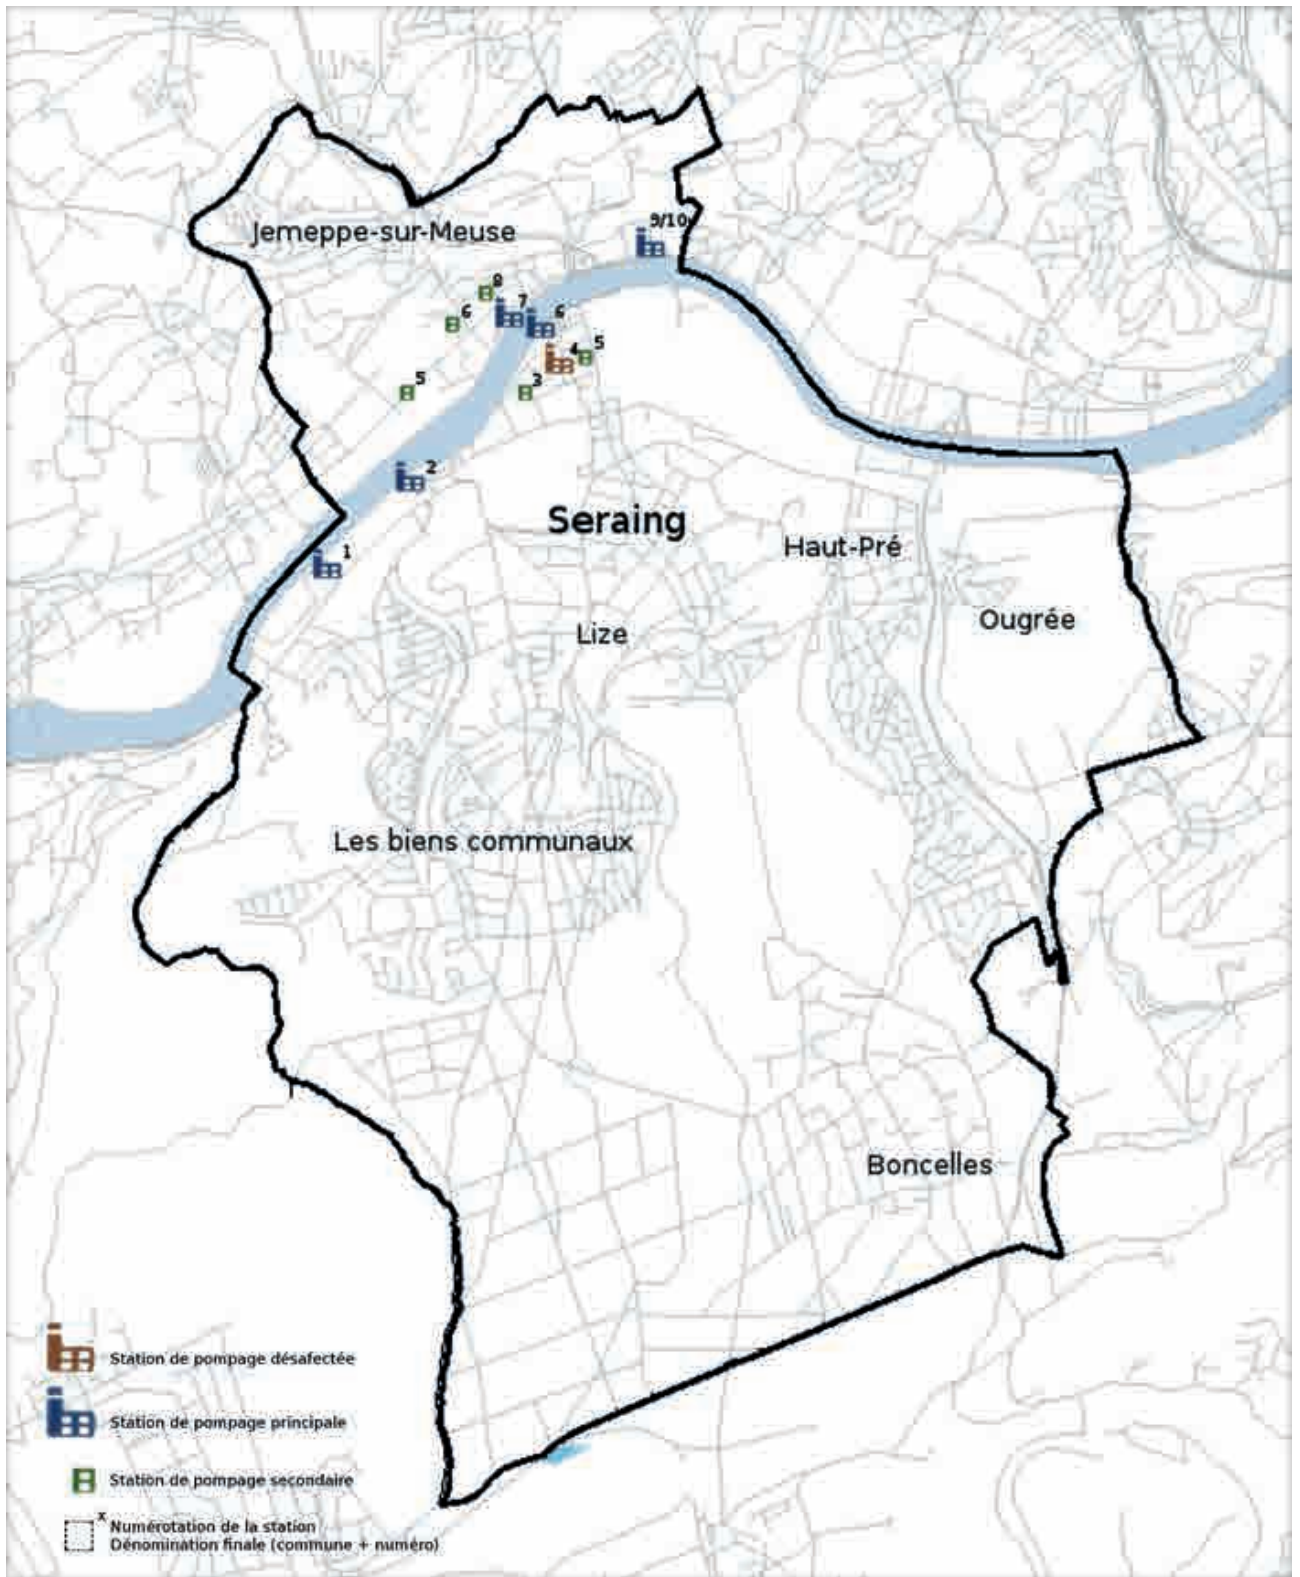 9/10
Jemeppe-sur-Meuse
8
7
6
6
4
5
5
3
2
Seraing
Haut-Pré
1
Ougrée
Lize
Les biens communaux
Boncelles
Station de pompage désafectée
Station de pompage principale
Station de pompage secondaire
x
Numérotation de la station
Dénomination finale (commune + numéro)